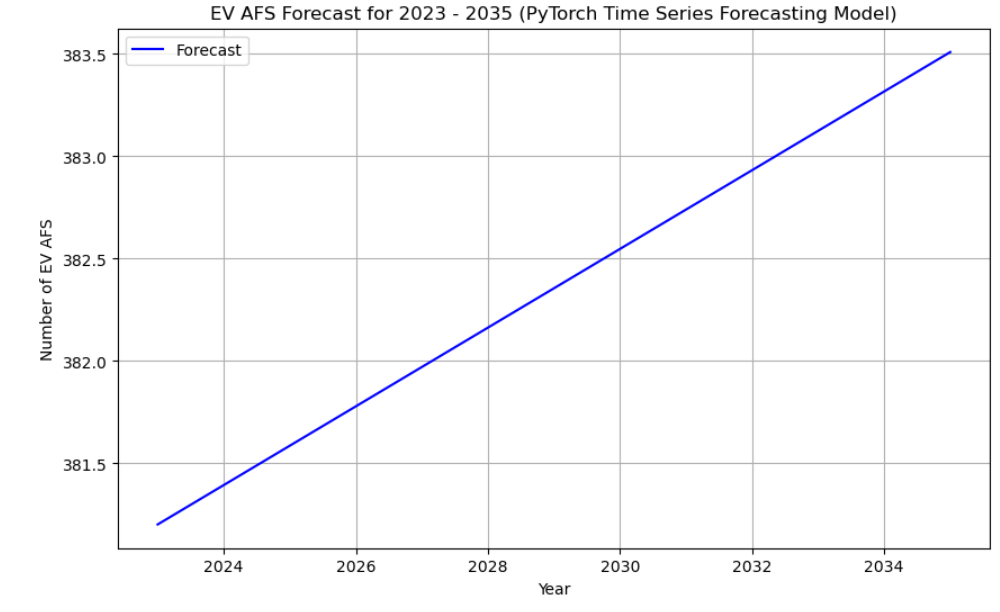 EV AFS Forecast for 2023 - 2035 (PyTorch Time Series Forecasting Model)
Forecast
383.5
383.0
382.5
382.0
381.5
Number of EV AFS
2024 2026 2028 2030 2032 2034
Year